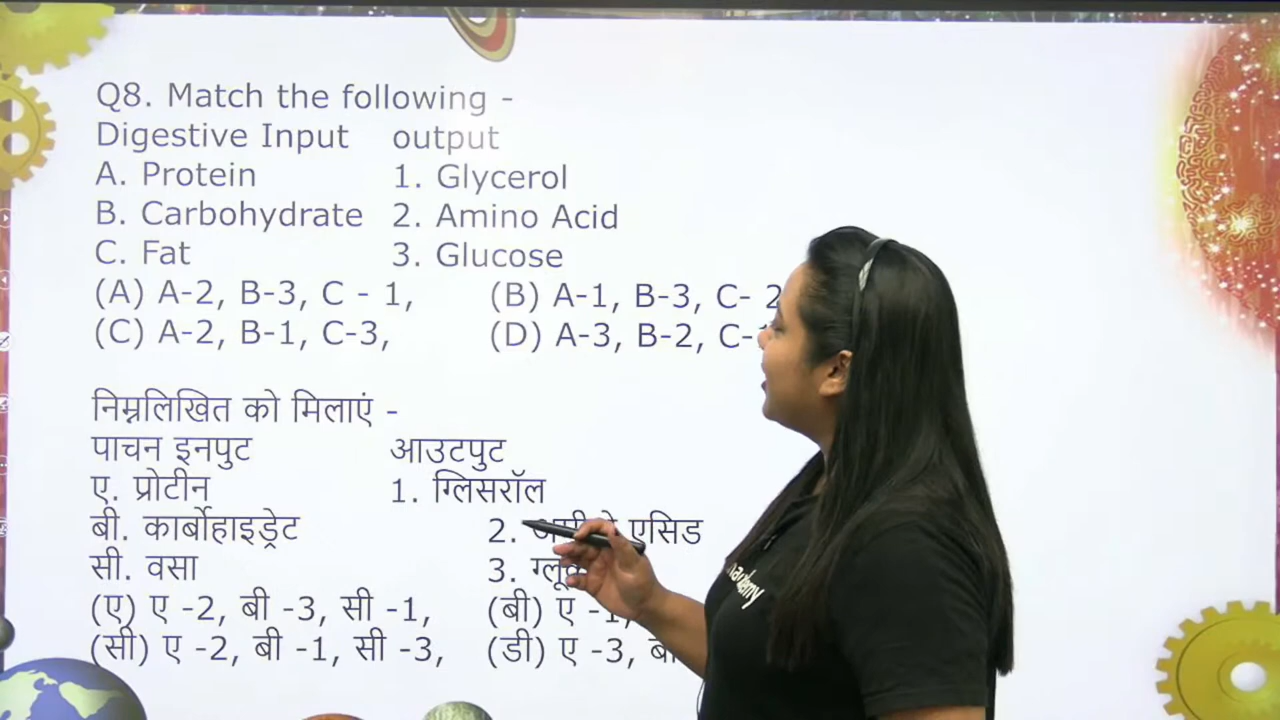 Q8. Match the following -
Digestive Input output
A. Protein 1. Glycerol
B. Carbohydrate 2. Amino Acid
C. Fat 3. Glucose
(A) A-2, B-3, C - 1, (B) A-1, B-3, C- 2
(C) A-2, B-1, C-3, (D) A-3, B-2, C-
निम्नलिखित को मिलाएं -
पाचन इनपुट आउटपुट
ए. प्रोटीन 1. ग्लिसरॉल
बी. कार्बोहाइड्रेट 2. एसिड
सी. वसा 3.
(ए) ए -2, बी -3, सी -1, (बी) ए -1,
(सी) ए -2, बी -1, सी -3, (डी) ए -3,